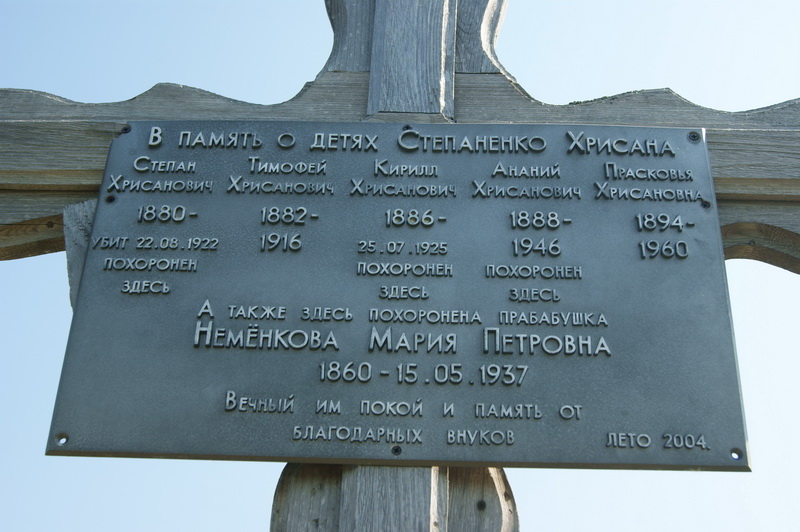 В память о детях Степаненко Хрисана
Степан Тимофей Кирилл Ананий Прасковья
Хрисанович Хрисанович Хрисанович Хрисанович Хрисановна
1880- 1882- 1886- 1888- 1894-
убит 22.08.1922 1916 25.07.1925 1946 1960
похоронен похоронен похоронен
здесь здесь здесь
А также здесь похоронена прабабушка
Немёнкова Мария Петровна
1860-15.05.1937
Вечный им покой и память от
благодарных внуков лето 2004.